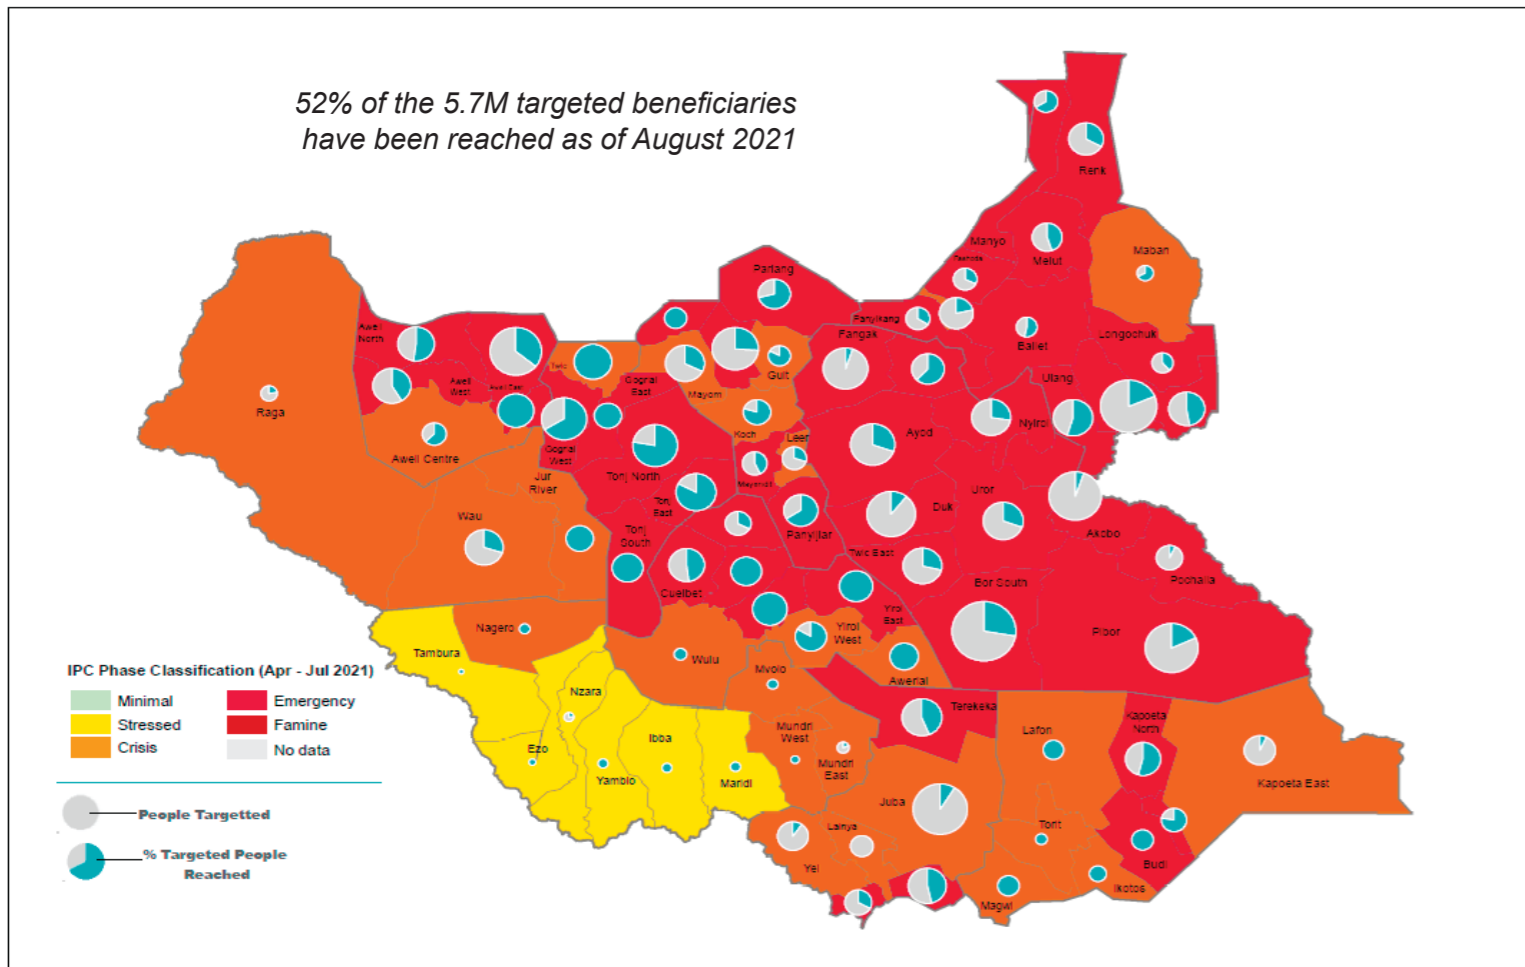 52% of the 5.7M targeted beneficiaries
have been reached as of August 2021
Renk
Manyo
Maban
Melut
Pariang
Panyikang
Longochuk
Fangak
Baliet
Aweil
North
Twic
Guit
Ulang
Aweil
West
Aweil East
Gogrial
East
Mayom
Raga
Koch
Leer
Ayod
Nyirol
Aweil Centre
Gogrial
West
Tonj North
Mayendit
Jur
River
Tonj
East
Uror
Duk
Wau
Tonj
South
Panyijiar
Akobo
Twic East
Pochalla
Cueibet
Bor South
Yirol
East
Pibor
Nagero
Yirol
West
Tambura
Wulu
Mvolo
Awerial
IPC Phase Classification (Apr - Jul 2021)
Minimal
Emergency
Stressed
Famine
Crisis
No data
Nzara
Terekeka
Kapoeta
North
Mundri
West
Lafon
Ibba
Ezo
Mundri
East
Yambio
Maridi
Kapoeta East
Juba
People Targetted
Lainya
Torit
% Targeted People
Reached
Yei
Budi
Ikotos
Magwi